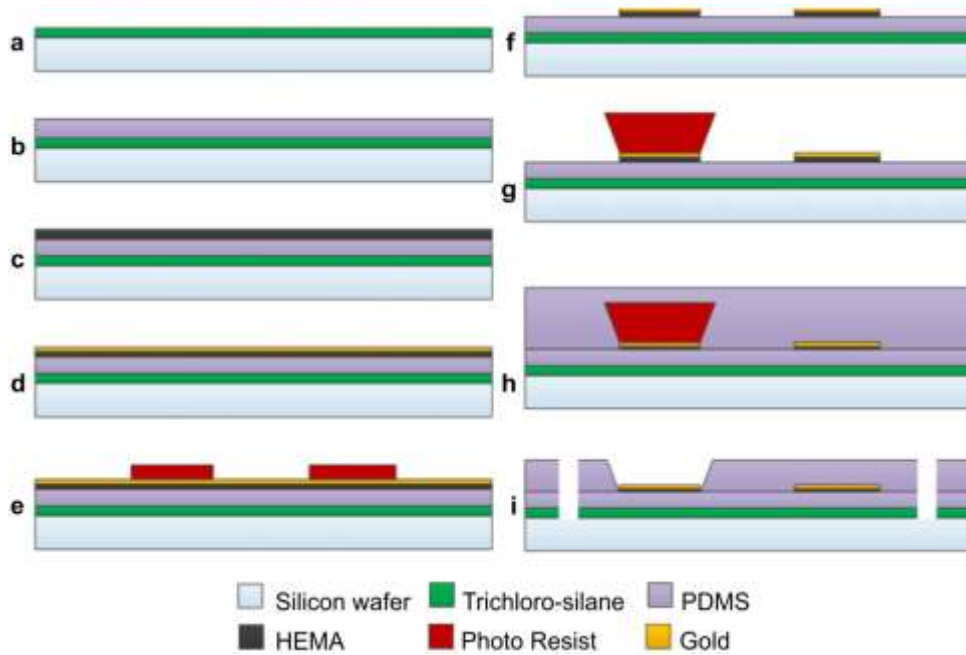 a
b
c
d
e
f
g
h
i
Silicon wafer Trichloro-silane PDMS
HEMA Photo Resist Gold